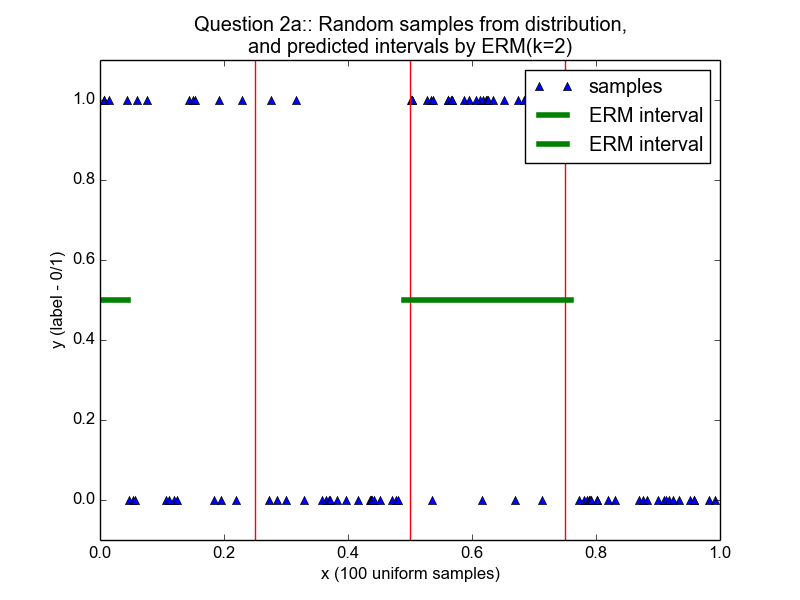 Question 2a:: Random samples from distribution,
and predicted intervals by ERM(k=2)
samples
ERM interval
ERM interval
1.0
0.8
0.6
0.4
0.2
0.0
y (label - 0/1)
0.0 0.2 0.4 0.6 0.8 1.0
x (100 uniform samples)